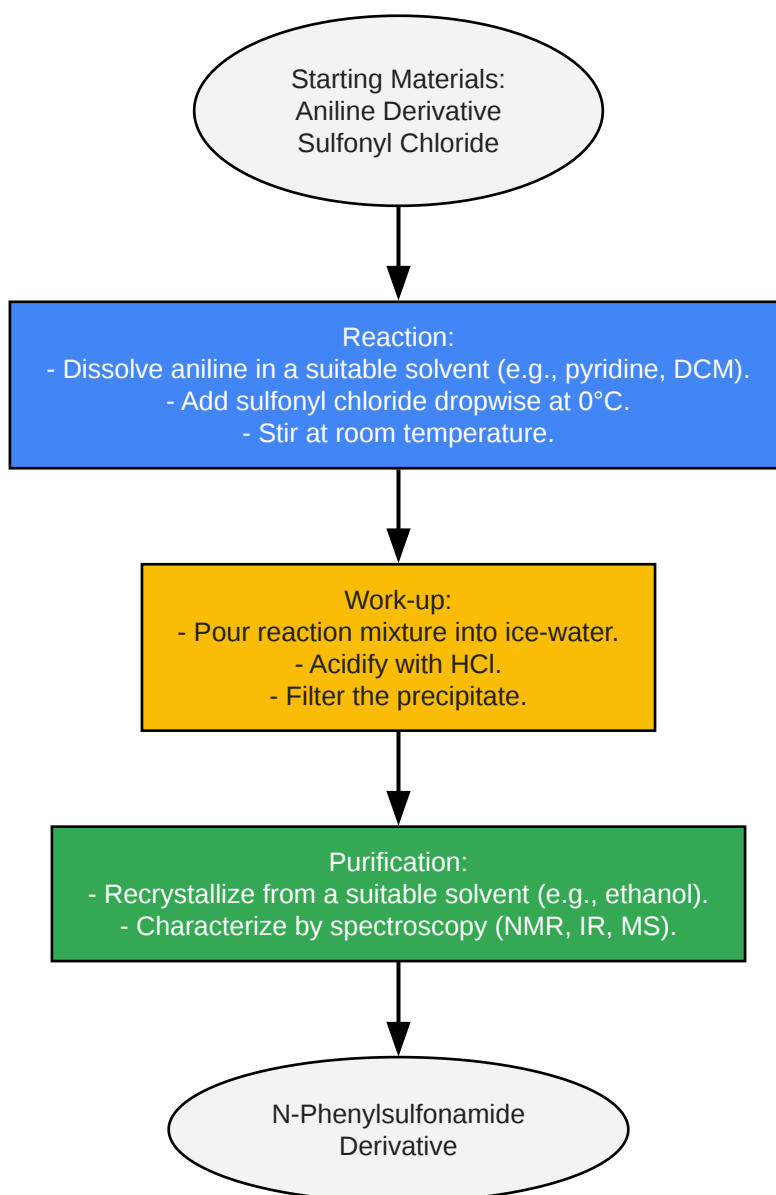 Starting Materials:
Aniline Derivative
Sulfonyl Chloride
Reaction:
- Dissolve aniline in a suitable solvent (e.g., pyridine, DCM).
- Add sulfonyl chloride dropwise at 0°C.
- Stir at room temperature.
Work-up:
- Pour reaction mixture into ice-water.
- Acidify with HCl.
- Filter the precipitate.
Purification:
- Recrystallize from a suitable solvent (e.g., ethanol).
- Characterize by spectroscopy (NMR, IR, MS).
N-Phenylsulfonamide
Derivative